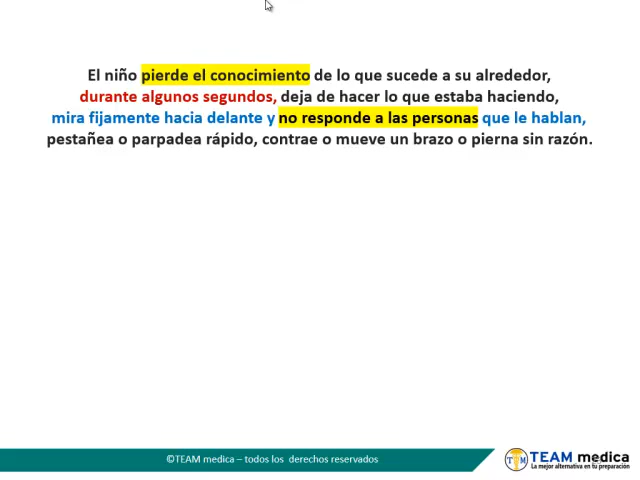 El niño pierde el conocimiento de lo que sucede a su alrededor,
durante algunos segundos, deja de hacer lo que estaba haciendo,
mira fijamente hacia delante y no responde a las personas que le hablan,
pestañea o parpadea rápido, contrae o mueve un brazo o pierna sin razón.
©TEAM medica – todos los derechos reservados
TM
TEAM medica
La mejor alternativa en tu preparación